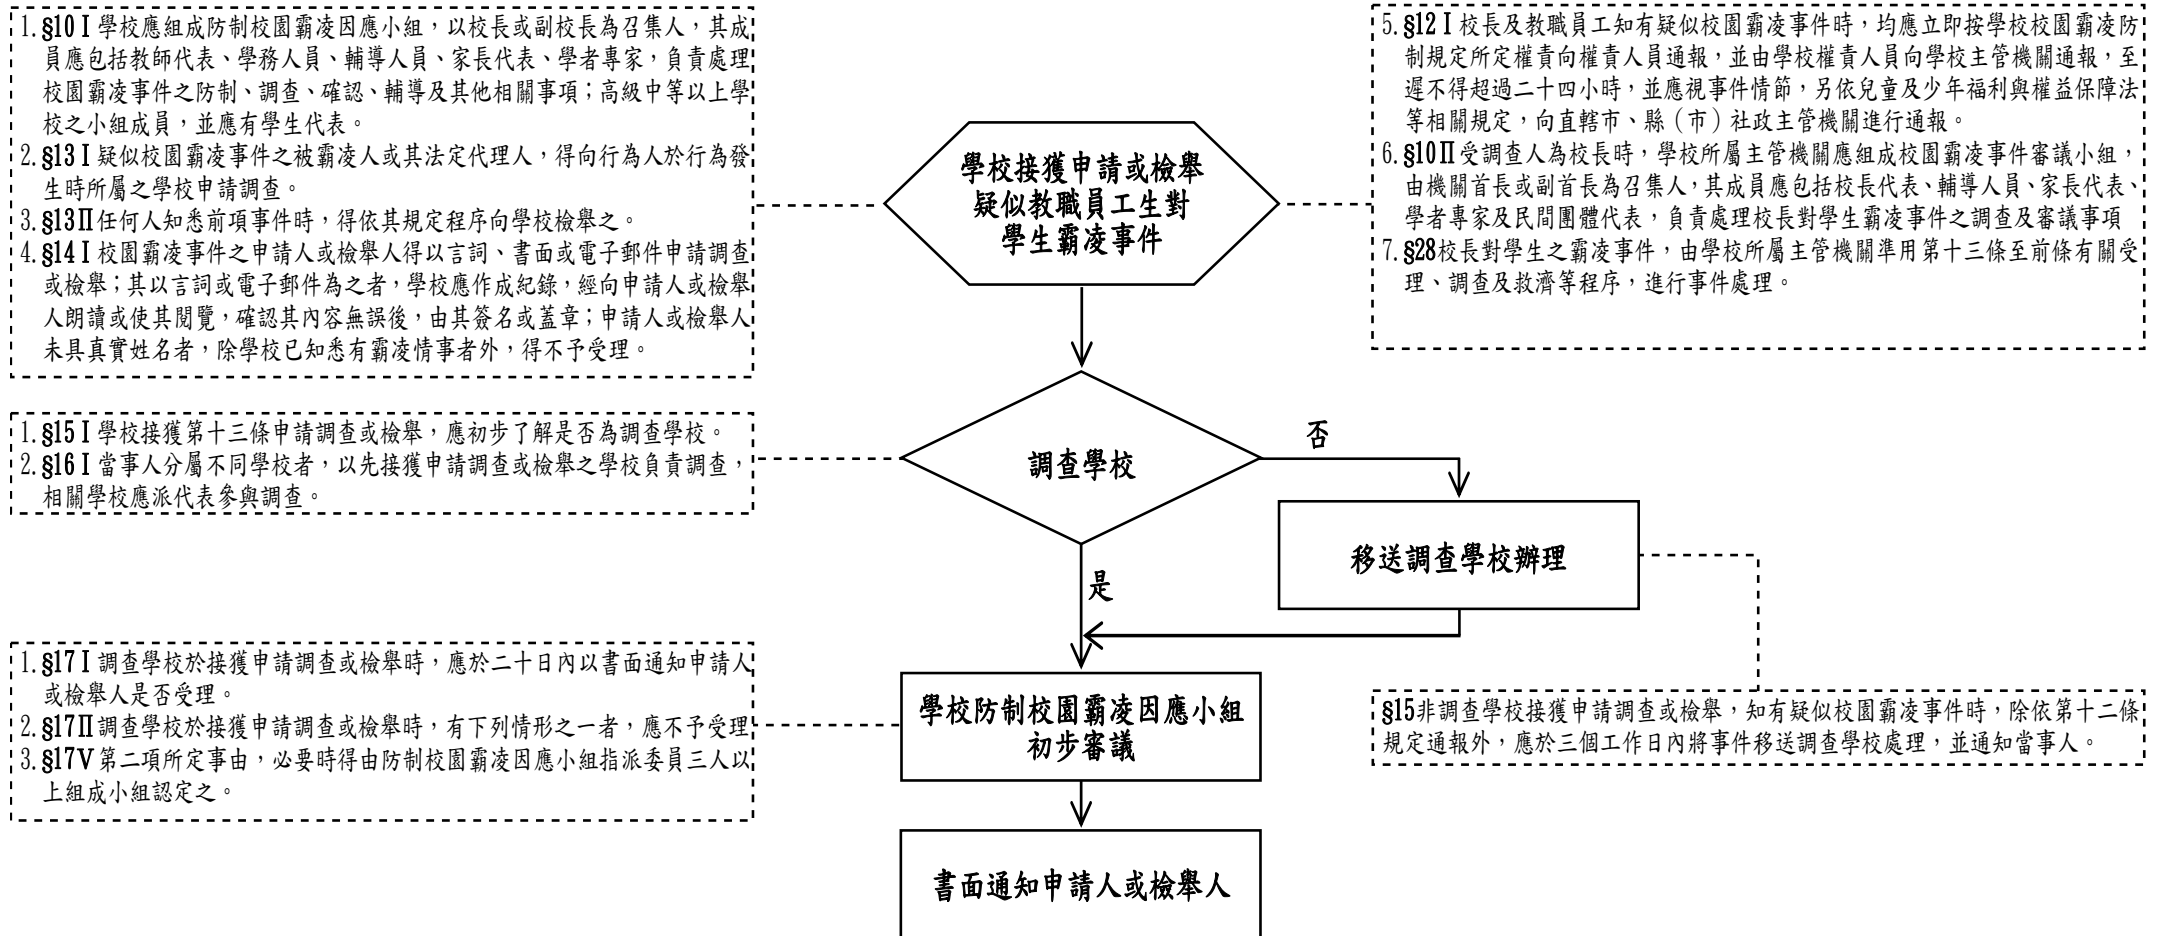 1. §10Ⅰ學校應組成防制校園霸凌因應小組，以校長或副校長為召集人，其成
員應包括教師代表、學務人員、輔導人員、家長代表、學者專家，負責處理
校園霸凌事件之防制、調查、確認、輔導及其他相關事項；高級中等以上學
校之小組成員，並應有學生代表。
2. §13Ⅰ疑似校園霸凌事件之被霸凌人或其法定代理人，得向行為人於行為發
生時所屬之學校申請調查。
3. §13Ⅱ任何人知悉前項事件時，得依其規定程序向學校檢舉之。
4. §14Ⅰ校園霸凌事件之申請人或檢舉人得以言詞、書面或電子郵件申請調查
或檢舉；其以言詞或電子郵件為之者，學校應作成紀錄，經向申請人或檢舉
人朗讀或使其閱覽，確認其內容無誤後，由其簽名或蓋章；申請人或檢舉人
未具真實姓名者，除學校已知悉有霸凌情事者外，得不予受理。
學校接獲申請或檢舉
疑似教職員工生對
學生霸凌事件
5. §12Ⅰ校長及教職員工知有疑似校園霸凌事件時，均應立即按學校校園霸凌防
制規定所定權責向權責人員通報，並由學校權責人員向學校主管機關通報，至
遲不得超過二十四小時，並應視事件情節，另依兒童及少年福利與權益保障法
等相關規定，向直轄市、縣（市）社政主管機關進行通報。
6. §10Ⅱ受調查人為校長時，學校所屬主管機關應組成校園霸凌事件審議小組，
由機關首長或副首長為召集人，其成員應包括校長代表、輔導人員、家長代表、
學者專家及民間團體代表，負責處理校長對學生霸凌事件之調查及審議事項
7. §28校長對學生之霸凌事件，由學校所屬主管機關準用第十三條至前條有關受
理、調查及救濟等程序，進行事件處理。
1. §15Ⅰ學校接獲第十三條申請調查或檢舉，應初步了解是否為調查學校。
2. §16Ⅰ當事人分屬不同學校者，以先接獲申請調查或檢舉之學校負責調查，
相關學校應派代表參與調查。
調查學校
否
移送調查學校辦理
是
1. §17Ⅰ調查學校於接獲申請調查或檢舉時，應於二十日內以書面通知申請人
或檢舉人是否受理。
2. §17Ⅱ調查學校於接獲申請調查或檢舉時，有下列情形之一者，應不予受理
3. §17Ⅴ第二項所定事由，必要時得由防制校園霸凌因應小組指派委員三人以
上組成小組認定之。
學校防制校園霸凌因應小組
初步審議
§15非調查學校接獲申請調查或檢舉，知有疑似校園霸凌事件時，除依第十二條
規定通報外，應於三個工作日內將事件移送調查學校處理，並通知當事人。
書面通知申請人或檢舉人